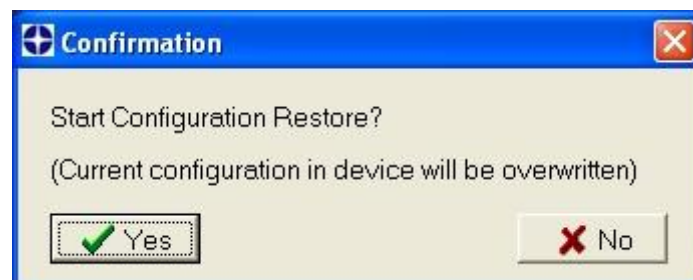 Confirmation
Start Configuration Restore?
(Current configuration in device will be overwritten)
Yes
No